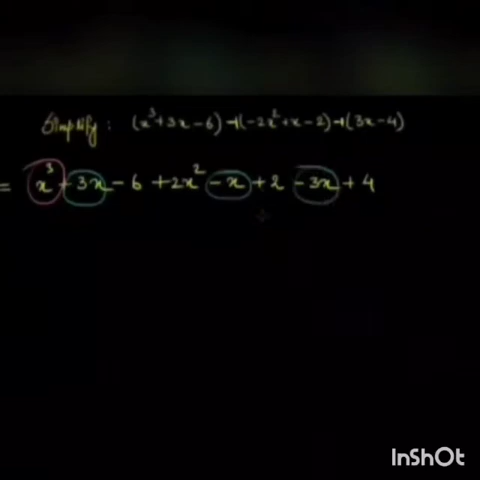 Simplify: (x³+3x-6)-(-2x²+x-2)-(3x-4)
= x³+3x-6+2x²-x+2-3x+4
InShOt